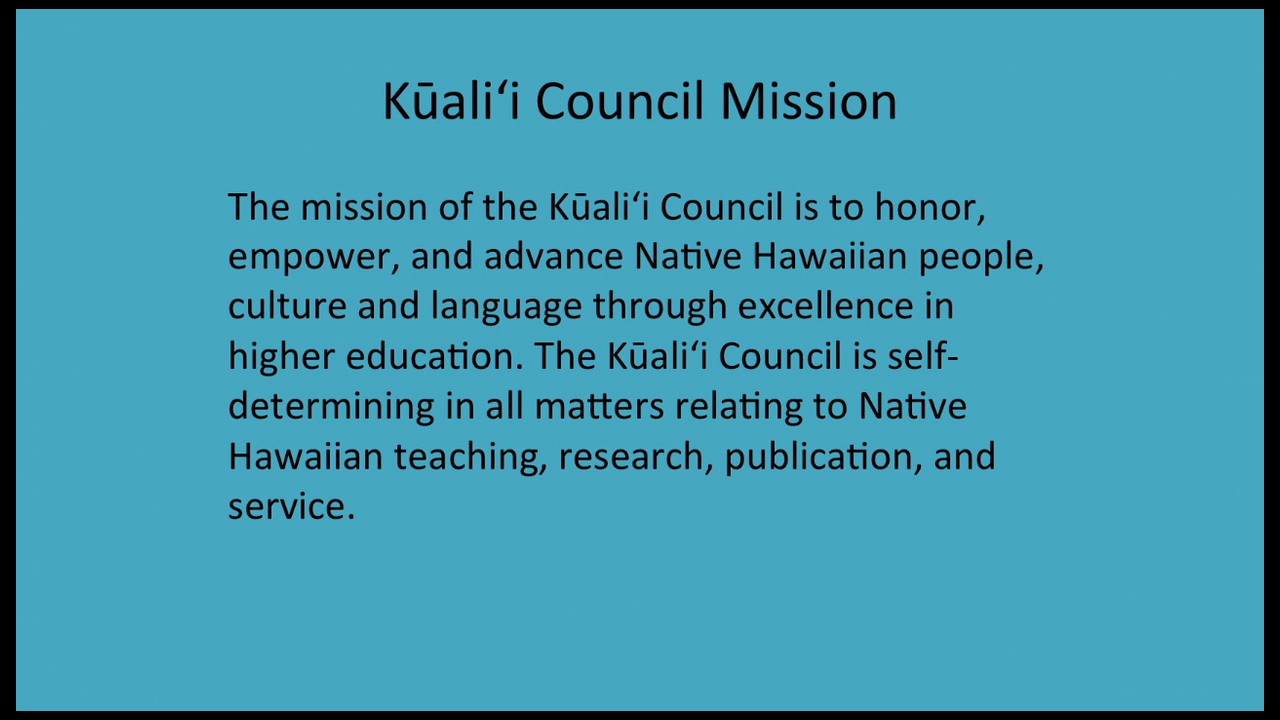 Kūaliʻi Council Mission
The mission of the Kūaliʻi Council is to honor,
empower, and advance Native Hawaiian people,
culture and language through excellence in
higher education. The Kūaliʻi Council is self-
determining in all matters relating to Native
Hawaiian teaching, research, publication, and
service.